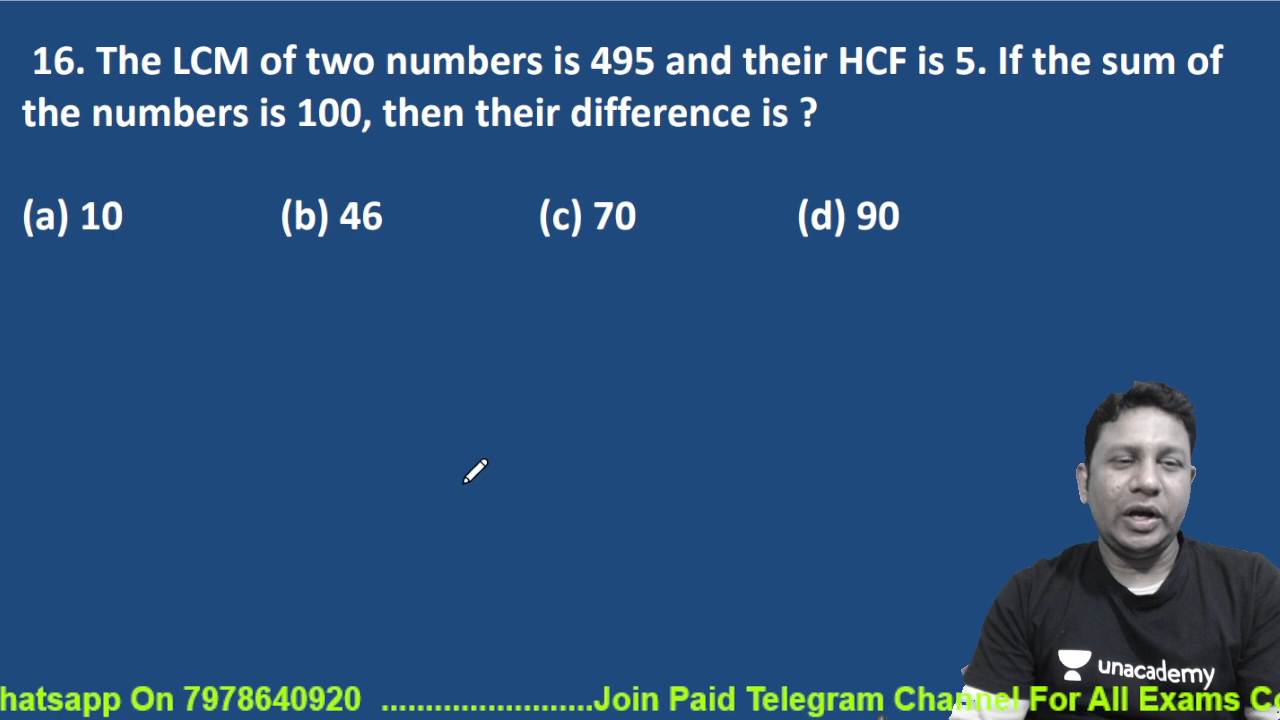 16. The LCM of two numbers is 495 and their HCF is 5. If the sum of
the numbers is 100, then their difference is ?
(a) 10 (b) 46 (c) 70 (d) 90
unacademy
hatsapp On 7978640920 .......................Join Paid Telegram Channel For All Exams C